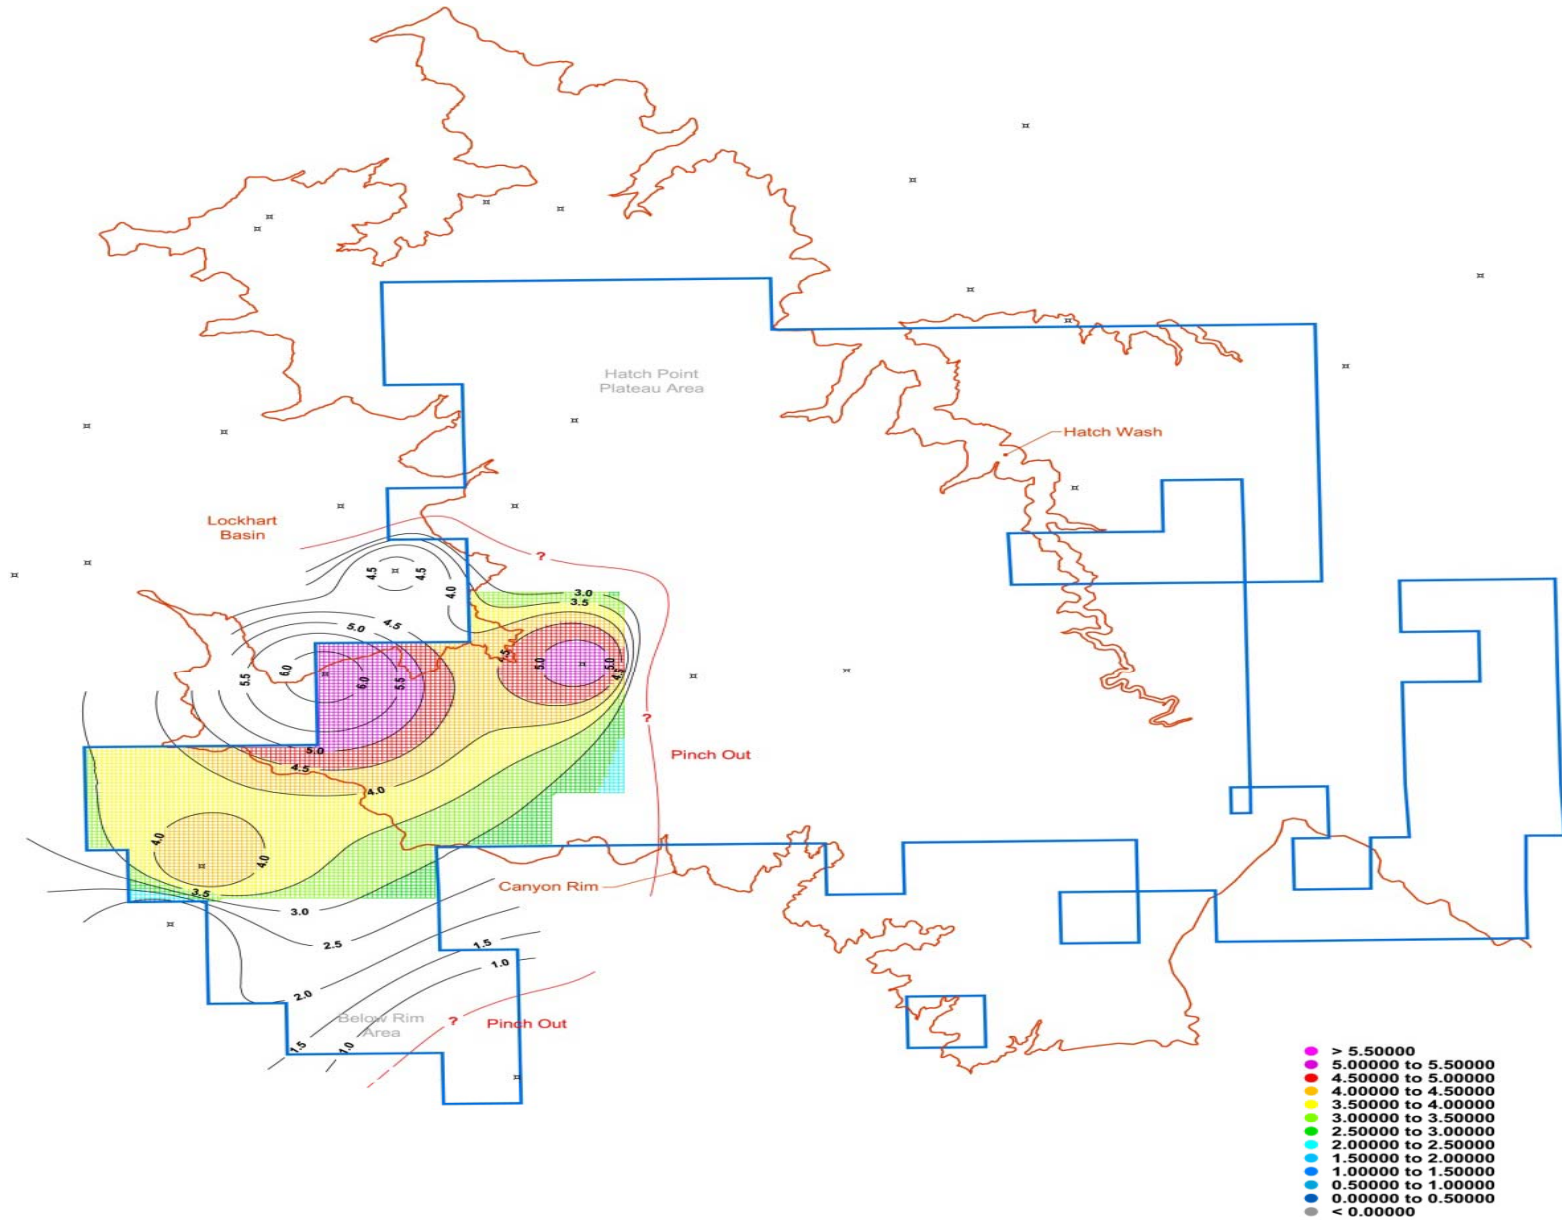 Hatch Point
Plateau Area
Hatch Wash
Lockhart
Basin
?
4.5
4.5
4.0
3.0
3.5
5.0
4.5
4.5
5.0
5.0
4.5
6.0
5.5
6.0
5.5
?
5.0
4.5
4.0
Pinch Out
4.0
4.0
3.5
Canyon Rim
3.0
2.5
1.5
1.0
2.0
Below Rim
Area
?
Pinch Out
1.5
1.0
> 5.50000
5.00000 to 5.50000
4.50000 to 5.00000
4.00000 to 4.50000
3.50000 to 4.00000
3.00000 to 3.50000
2.50000 to 3.00000
2.00000 to 2.50000
1.50000 to 2.00000
1.00000 to 1.50000
0.50000 to 1.00000
0.00000 to 0.50000
< 0.00000